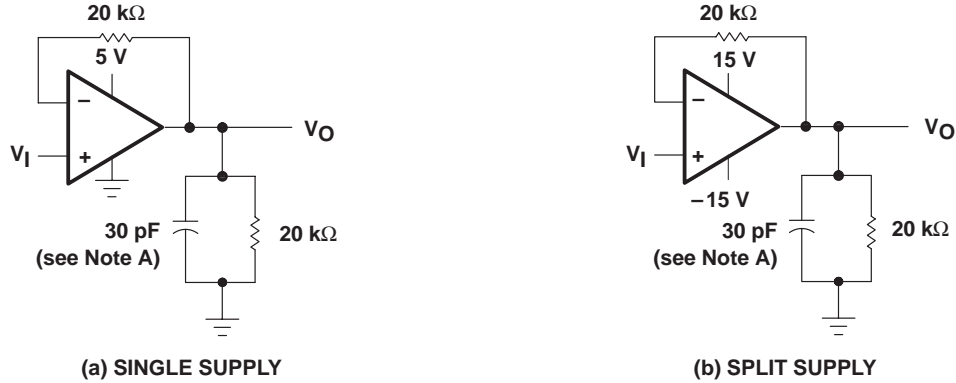 20 kΩ
5 V
−
VI
+
VO
30 pF
(see Note A)
20 kΩ
(a) SINGLE SUPPLY
20 kΩ
15 V
−
VI
+
−15 V
VO
30 pF
(see Note A)
20 kΩ
(b) SPLIT SUPPLY